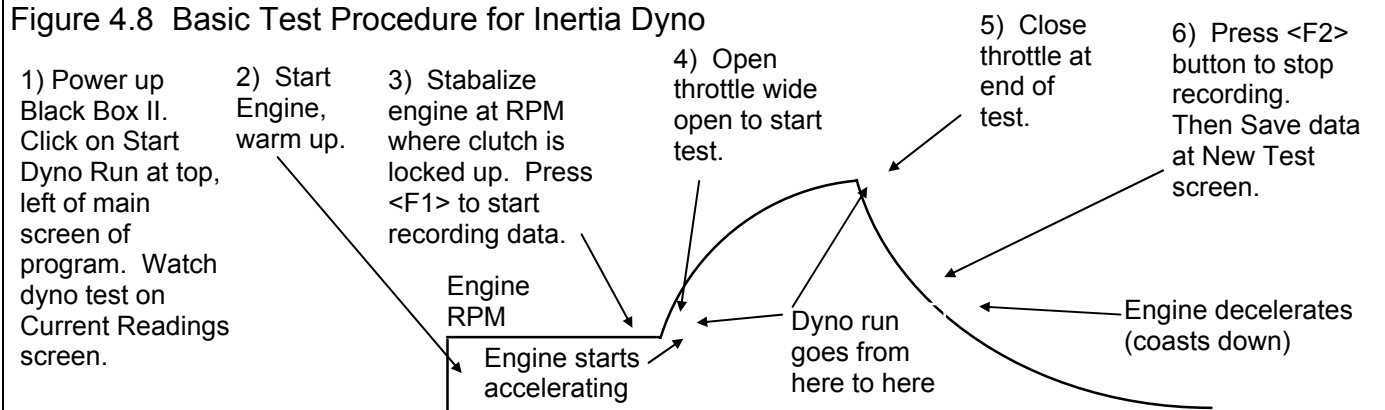 Figure 4.8  Basic Test Procedure for Inertia Dyno
1) Power up
Black Box II.
Click on Start
Dyno Run at top,
left of main
screen of
program.  Watch
dyno test on
Current Readings
screen.
2)  Start
Engine,
warm up.
3)  Stabalize
engine at RPM
where clutch is
locked up.  Press
<F1> to start
recording data.
4)  Open
throttle wide
open to start
test.
5)  Close
throttle at
end of
test.
6)  Press <F2>
button to stop
recording.
Then Save data
at New Test
screen.
Engine
RPM
Engine starts
accelerating
Dyno run
goes from
here to here
Engine decelerates
(coasts down)